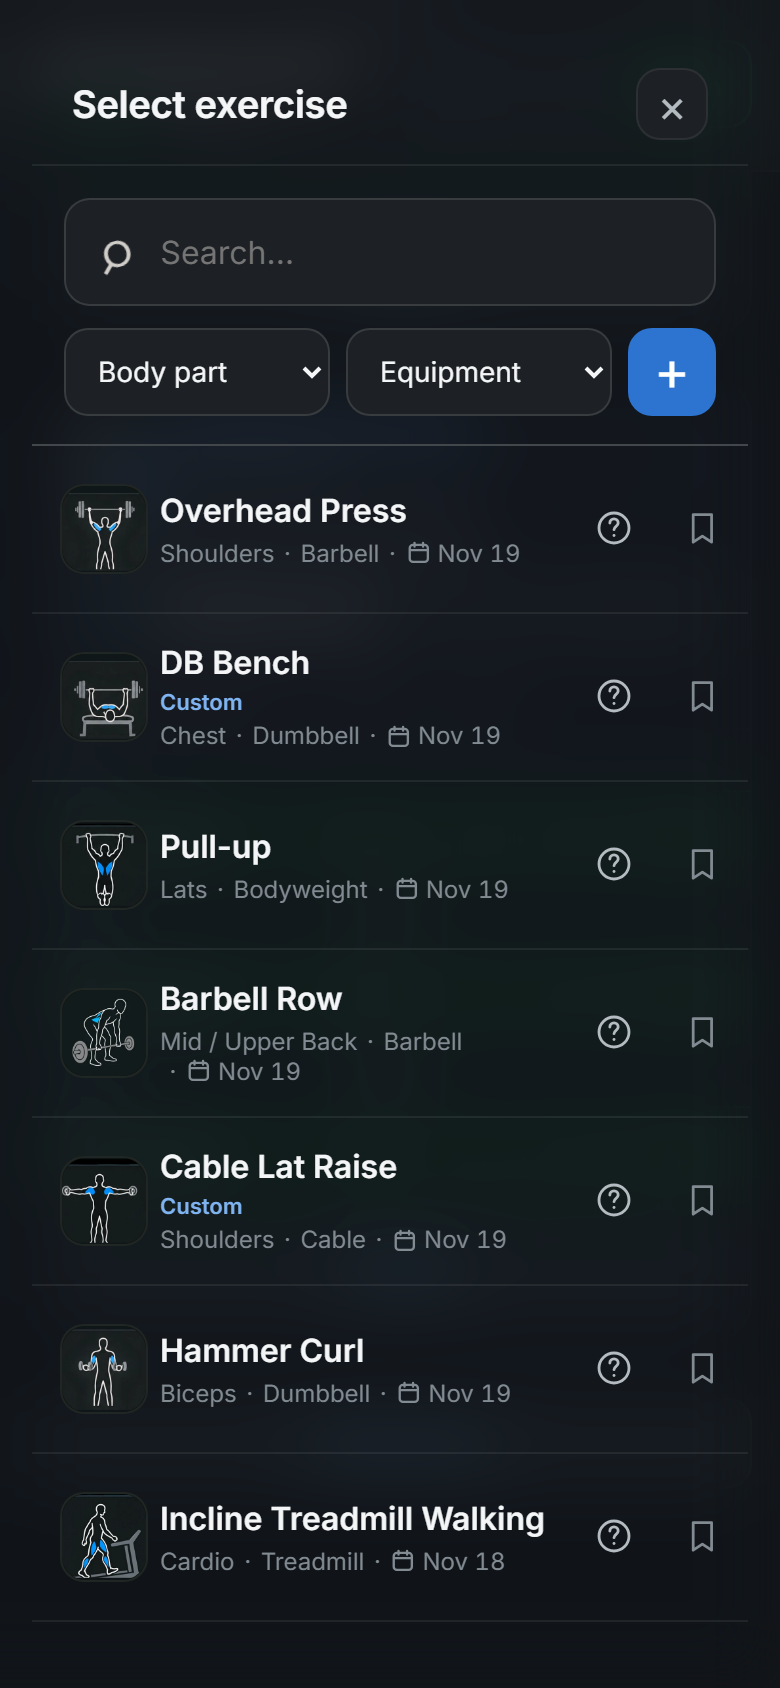 Select exercise
Search...
Body part
Equipment
+
Overhead Press
Shoulders · Barbell · Nov 19
DB Bench
Custom
Chest · Dumbbell · Nov 19
Pull-up
Lats · Bodyweight · Nov 19
Barbell Row
Mid / Upper Back · Barbell
· Nov 19
Cable Lat Raise
Custom
Shoulders · Cable · Nov 19
Hammer Curl
Biceps · Dumbbell · Nov 19
Incline Treadmill Walking
Cardio · Treadmill · Nov 18